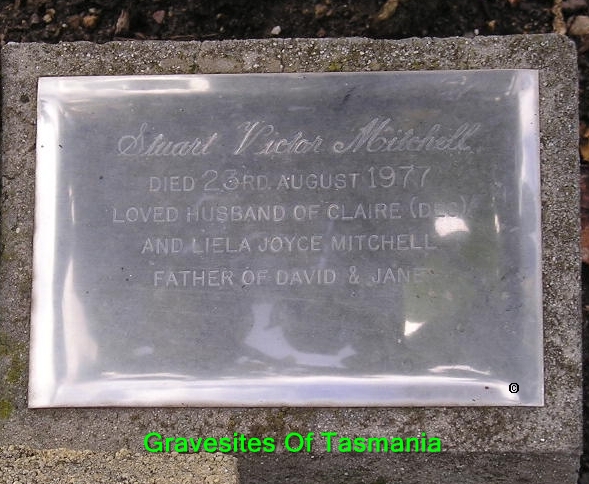 Stuart Victor Mitchell
DIED 23RD. AUGUST 1977
LOVED HUSBAND OF CLAIRE (DEC)
AND LIELA JOYCE MITCHELL
FATHER OF DAVID & JANE
©
Gravesites Of Tasmania